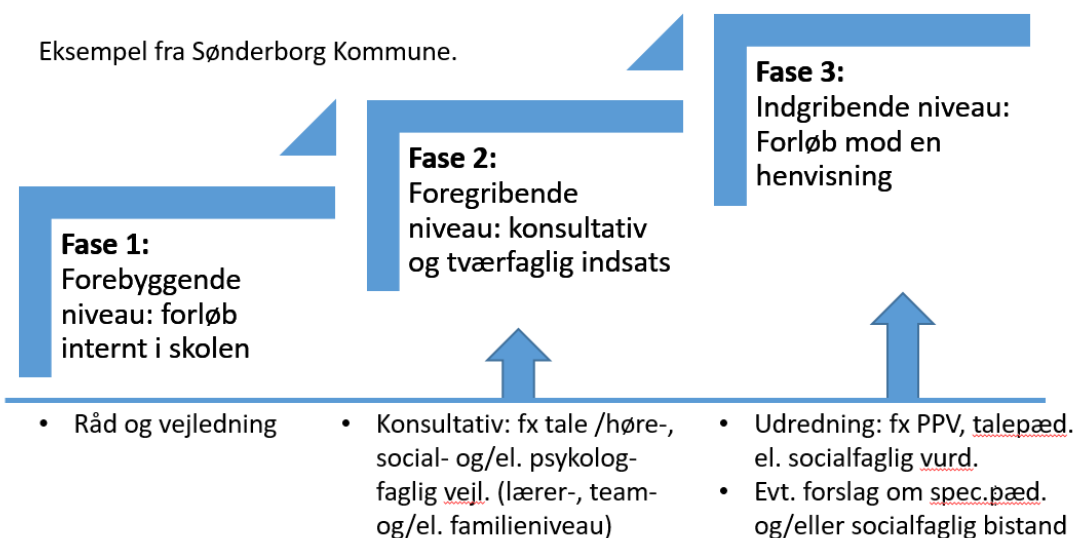 Eksempel fra Sønderborg Kommune.
Fase 1:
Forebyggende
niveau: forløb
internt i skolen
Fase 2:
Foregribende
niveau: konsultativ
og tværfaglig indsats
Fase 3:
Indgribende niveau:
Forløb mod en
henvisning
• Råd og vejledning
• Konsultativ: fx tale /høre-,
social- og/el. psykolog-
faglig vejl. (lærer-, team-
og/el. familieniveau)
• Udredning: fx PPV, talepæd.
el. socialfaglig vurd.
• Evt. forslag om spec.pæd.
og/eller socialfaglig bistand